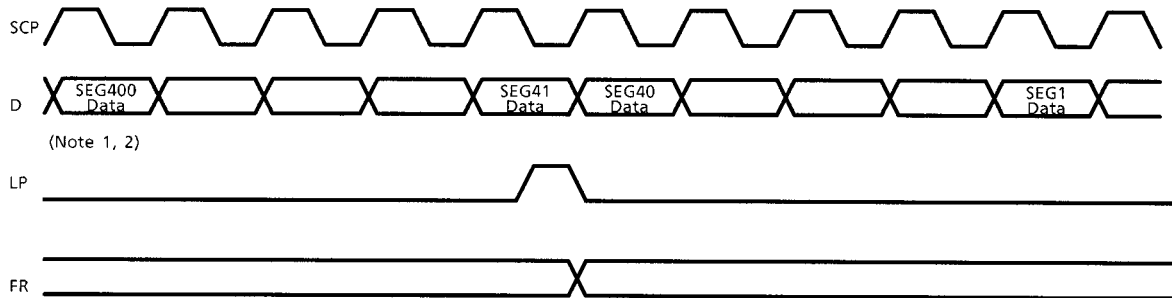 SCP
D
SEG400
Data
SEG41
Data
SEG40
Data
SEG1
Data
(Note 1, 2)
LP
FR